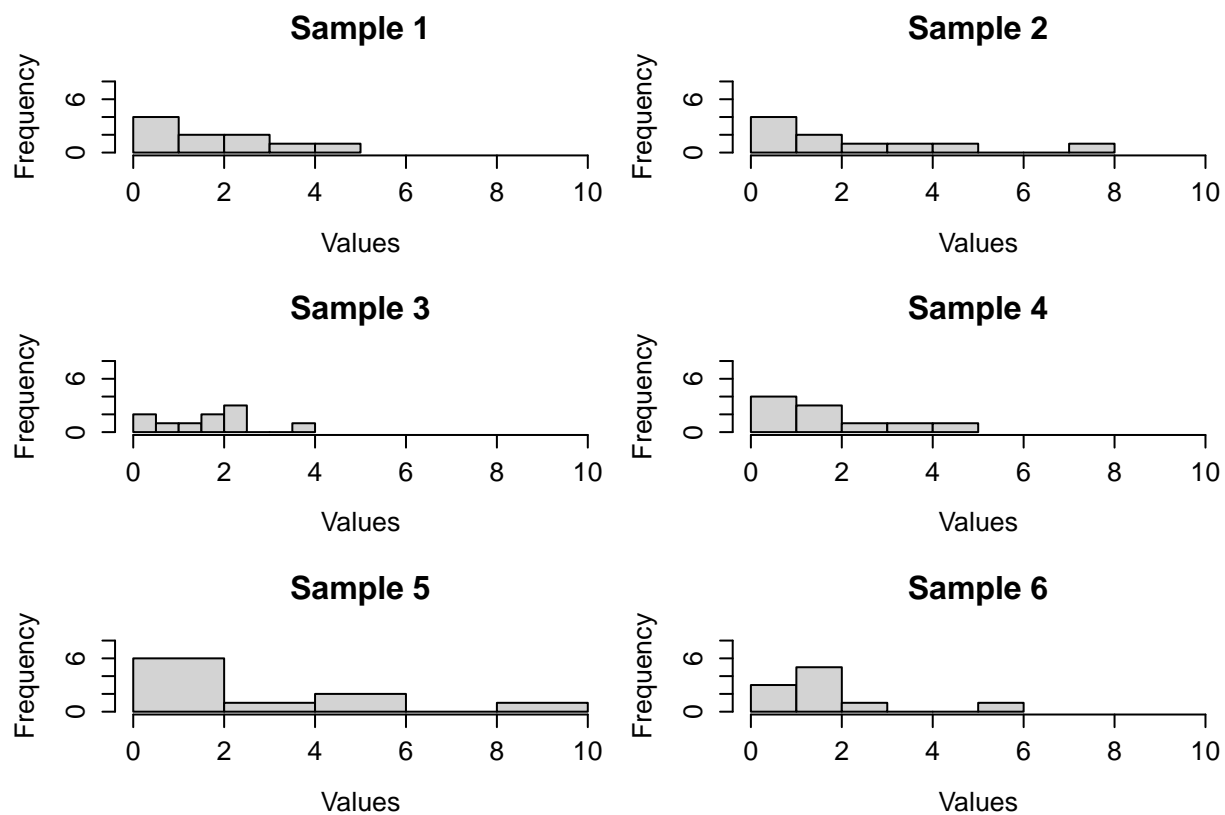 Sample 1
Frequency
0 6
0 2 4 6 8 10
Values
Sample 2
Frequency
0 6
0 2 4 6 8 10
Values
Sample 3
Frequency
0 6
0 2 4 6 8 10
Values
Sample 4
Frequency
0 6
0 2 4 6 8 10
Values
Sample 5
Frequency
0 6
0 2 4 6 8 10
Values
Sample 6
Frequency
0 6
0 2 4 6 8 10
Values